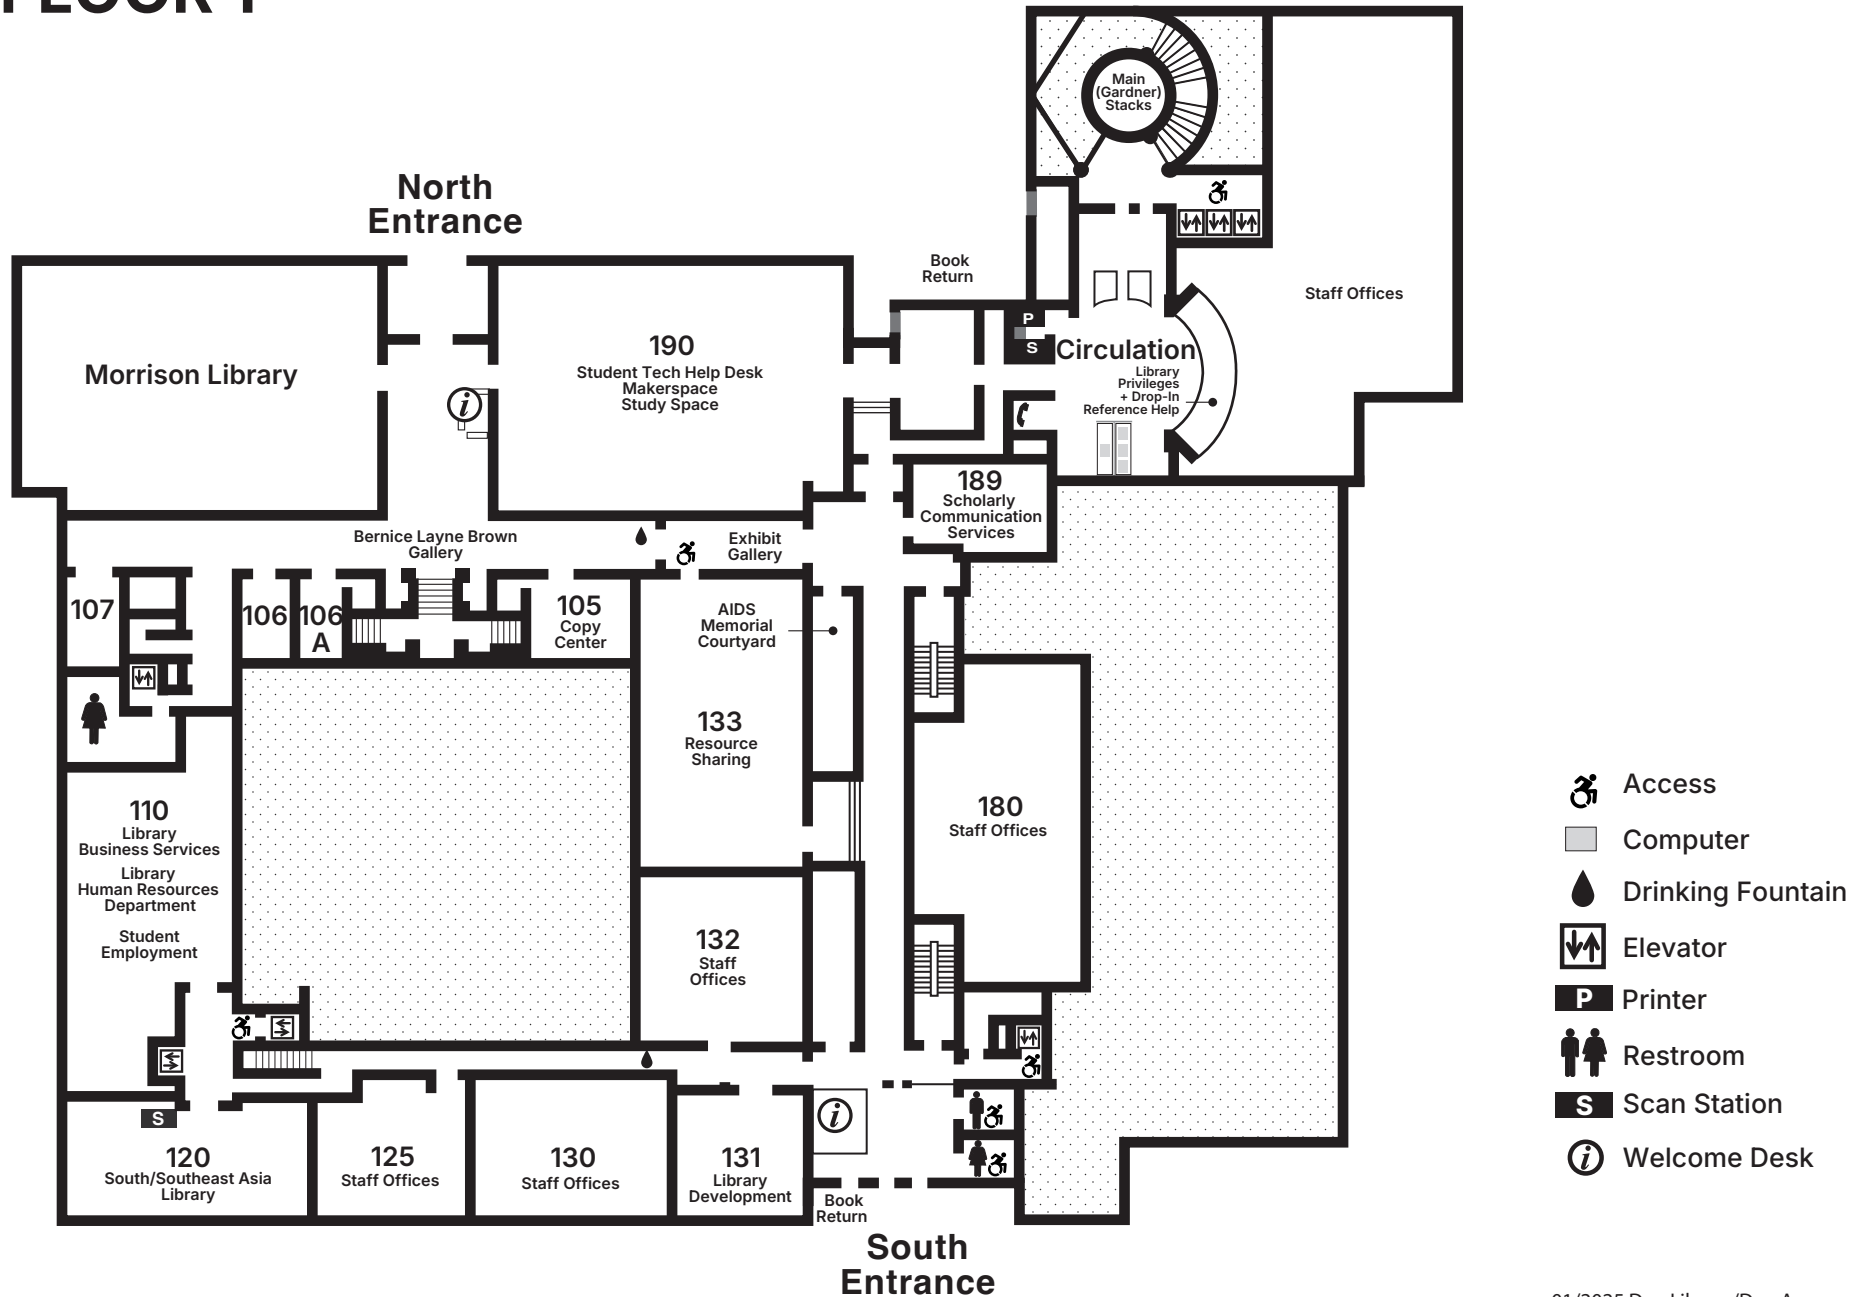 FLOOR 1
Main
(Gardner)
Stacks
North
Entrance
Book
Return
Staff Offices
P
S
Circulation
Library
Privileges
+ Drop-In
Reference Help
Morrison Library
190
Student Tech Help Desk
Makerspace
Study Space
189
Scholarly
Communication
Services
Bernice Layne Brown
Gallery
Exhibit
Gallery
107
106
106
A
105
Copy
Center
AIDS
Memorial
Courtyard
133
Resource
Sharing
180
Staff Offices
110
Library
Business Services
Library
Human Resources
Department
Student
Employment
132
Staff
Offices
S
120
South/Southeast Asia
Library
125
Staff Offices
130
Staff Offices
131
Library
Development
Book
Return
South
Entrance
Access
Computer
Drinking Fountain
Elevator
P Printer
Restroom
S Scan Station
i Welcome Desk